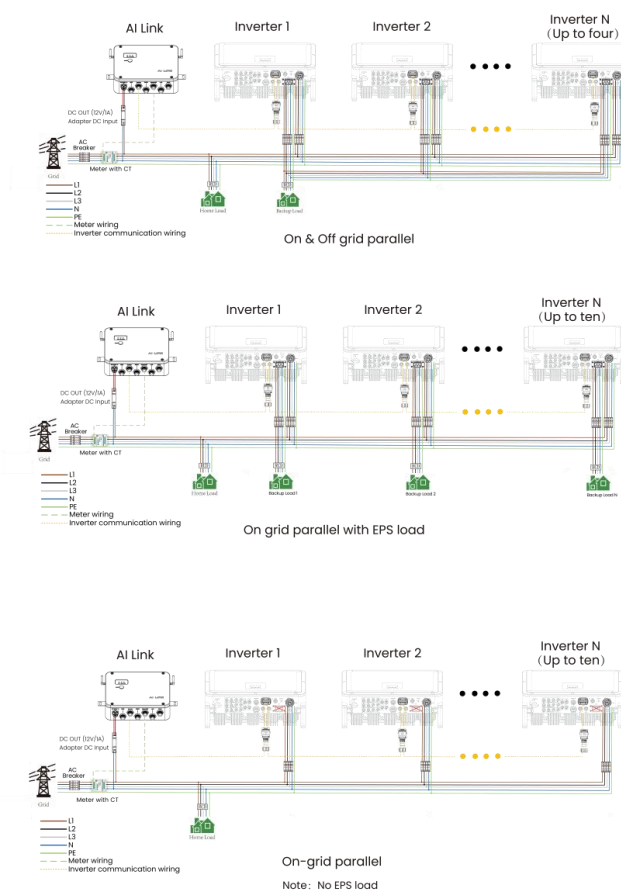 AI Link
Inverter 1
Inverter 2
Inverter N
(Up to four)
DC OUT (12V/1A)
Adapter DC Input
AC
Breaker
Grid
Meter with CT
Home Load
Backup Load
L1
L2
L3
N
PE
Meter wiring
Inverter communication wiring
On & Off grid parallel
AI Link
Inverter 1
Inverter 2
Inverter N
(Up to ten)
DC OUT (12V/1A)
Adapter DC Input
AC
Breaker
Grid
Meter with CT
Home Load
Backup Load 1
Backup Load 2
Backup Load N
L1
L2
L3
N
PE
Meter wiring
Inverter communication wiring
On grid parallel with EPS load
AI Link
Inverter 1
Inverter 2
Inverter N
(Up to ten)
DC OUT (12V/1A)
Adapter DC Input
AC
Breaker
Grid
Meter with CT
Home Load
L1
L2
L3
N
PE
Meter wiring
Inverter communication wiring
On-grid parallel
Note: No EPS load